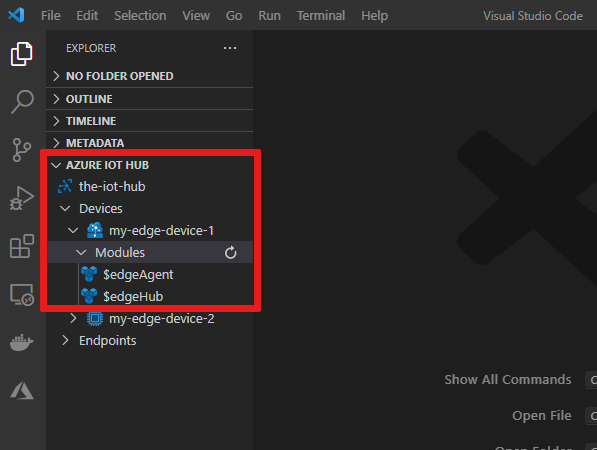 File Edit Selection View Go Run Terminal Help Visual Studio Code
EXPLORER
NO FOLDER OPENED
OUTLINE
TIMELINE
METADATA
AZURE IOT HUB
the-iot-hub
Devices
my-edge-device-1
Modules
$edgeAgent
$edgeHub
my-edge-device-2
Endpoints
Show All Commands
Open File
Open Folder